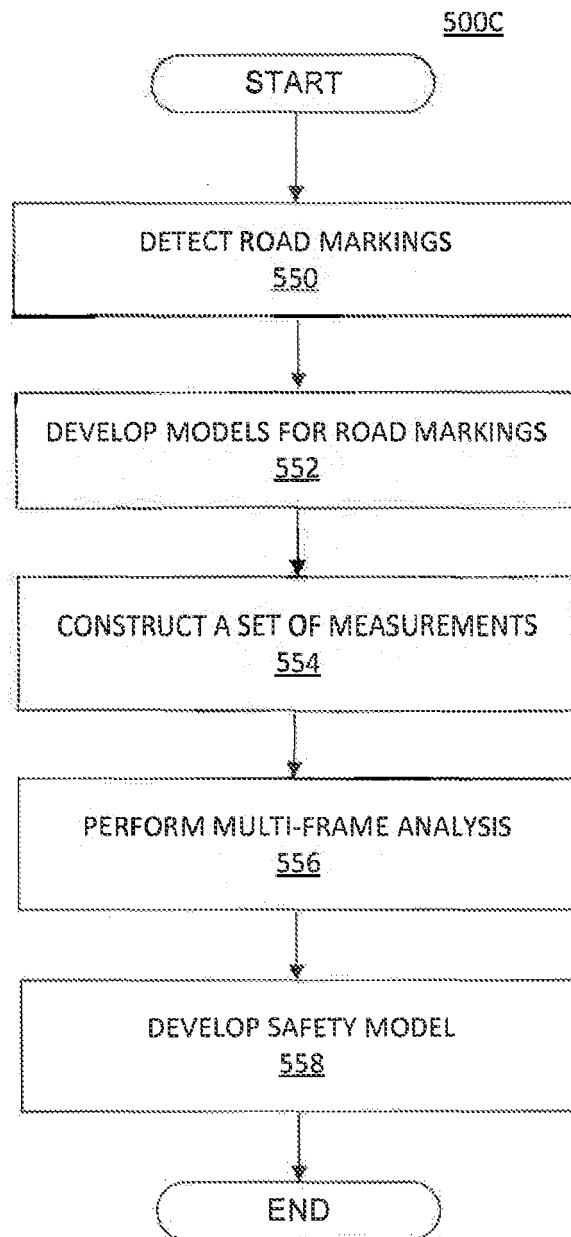 500C
START
DETECT ROAD MARKINGS
550
DEVELOP MODELS FOR ROAD MARKINGS
552
CONSTRUCT A SET OF MEASUREMENTS
554
PERFORM MULTI-FRAME ANALYSIS
556
DEVELOP SAFETY MODEL
558
END